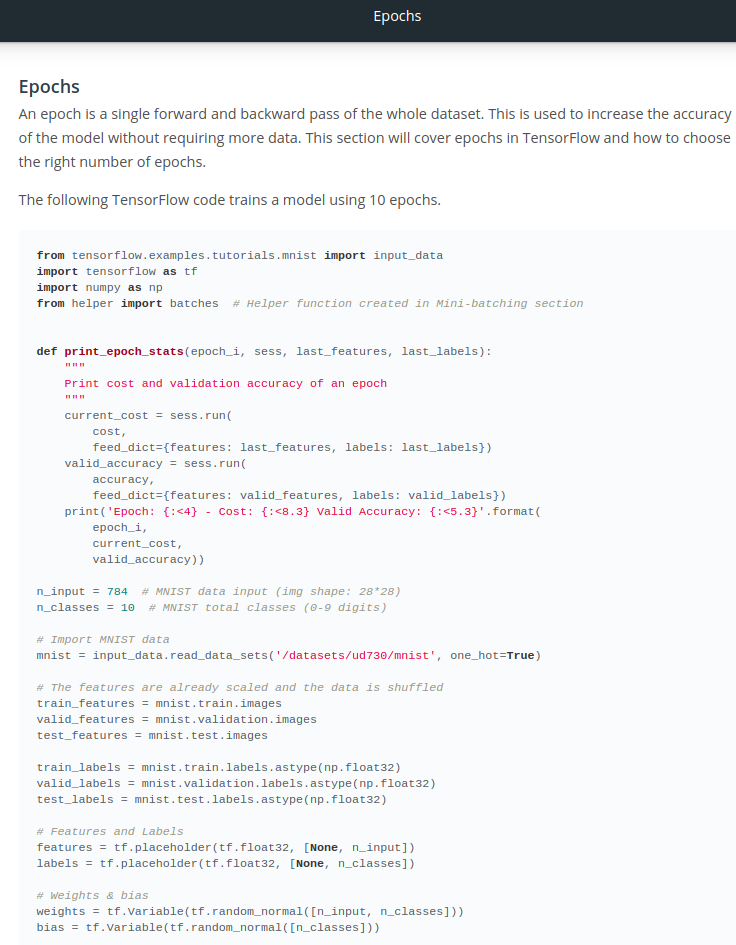 Epochs
Epochs
An epoch is a single forward and backward pass of the whole dataset. This is used to increase the accuracy
of the model without requiring more data. This section will cover epochs in TensorFlow and how to choose
the right number of epochs.
The following TensorFlow code trains a model using 10 epochs.
from tensorflow.examples.tutorials.mnist import input_data
import tensorflow as tf
import numpy as np
from helper import batches  # Helper function created in Mini-batching section
def print_epoch_stats(epoch_i, sess, last_features, last_labels):
    """
    Print cost and validation accuracy of an epoch
    """
    current_cost = sess.run(
        cost,
        feed_dict={features: last_features, labels: last_labels})
    valid_accuracy = sess.run(
        accuracy,
        feed_dict={features: valid_features, labels: valid_labels})
    print('Epoch: {:<4} - Cost: {:<8.3} Valid Accuracy: {:<5.3}'.format(
        epoch_i,
        current_cost,
        valid_accuracy))
n_input = 784  # MNIST data input (img shape: 28*28)
n_classes = 10  # MNIST total classes (0-9 digits)
# Import MNIST data
mnist = input_data.read_data_sets('/datasets/ud730/mnist', one_hot=True)
# The features are already scaled and the data is shuffled
train_features = mnist.train.images
valid_features = mnist.validation.images
test_features = mnist.test.images
train_labels = mnist.train.labels.astype(np.float32)
valid_labels = mnist.validation.labels.astype(np.float32)
test_labels = mnist.test.labels.astype(np.float32)
# Features and Labels
features = tf.placeholder(tf.float32, [None, n_input])
labels = tf.placeholder(tf.float32, [None, n_classes])
# Weights & bias
weights = tf.Variable(tf.random_normal([n_input, n_classes]))
bias = tf.Variable(tf.random_normal([n_classes]))